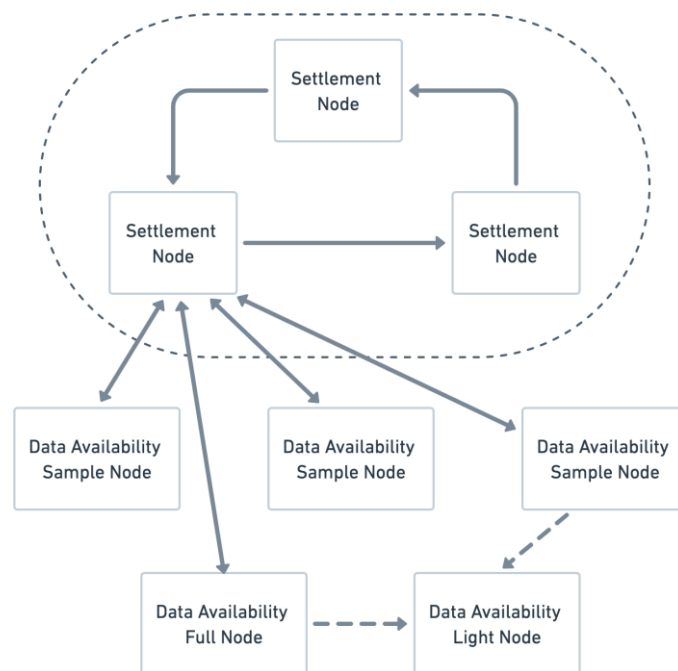 Settlement
Node
Settlement
Node
Settlement
Node
Data Availability
Sample Node
Data Availability
Sample Node
Data Availability
Sample Node
Data Availability
Full Node
Data Availability
Light Node